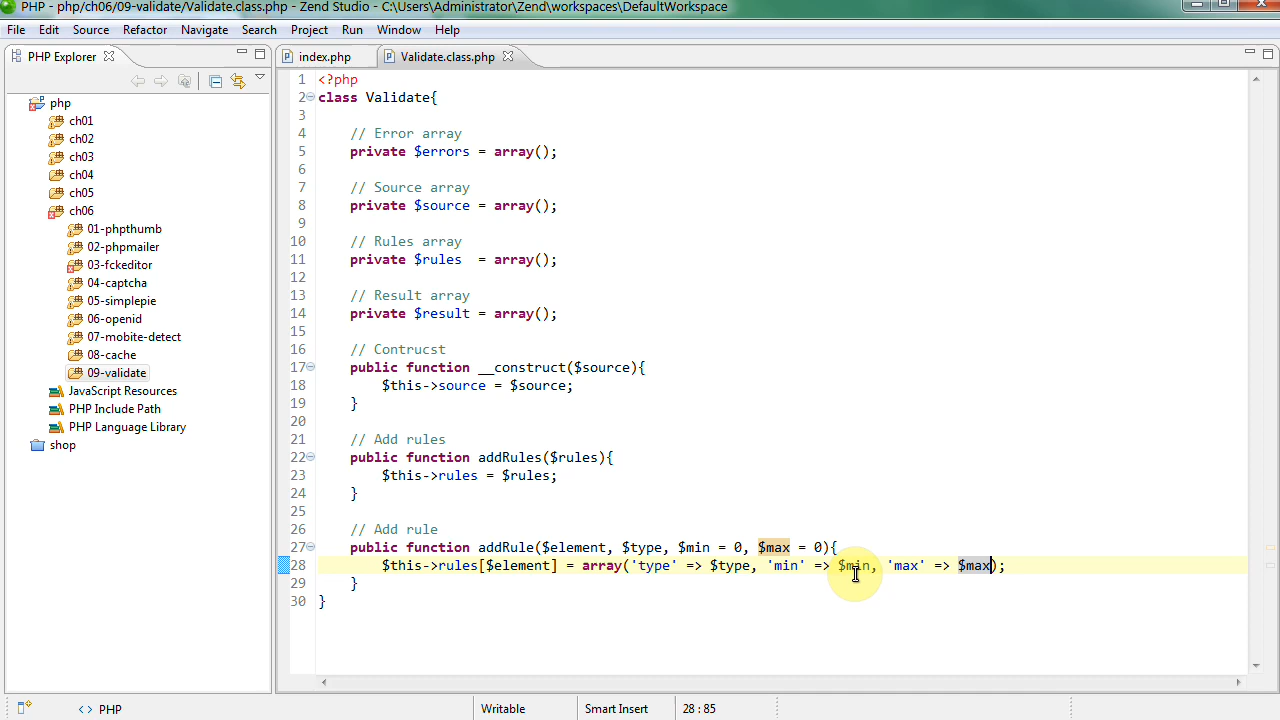 PHP - php/ch06/09-validate/Validate.class.php - Zend Studio - C:\Users\Administrator\Zend\workspaces\DefaultWorkspace
File Edit Source Refactor Navigate Search Project Run Window Help
PHP Explorer
index.php
Validate.class.php
php
ch01
ch02
ch03
ch04
ch05
ch06
01-phpthumb
02-phpmailer
03-fckeditor
04-captcha
05-simplepie
06-openid
07-mobite-detect
08-cache
09-validate
JavaScript Resources
PHP Include Path
PHP Language Library
shop
1 <?php
2 class Validate{
3
4 // Error array
5 private $errors = array();
6
7 // Source array
8 private $source = array();
9
10 // Rules array
11 private $rules  = array();
12
13 // Result array
14 private $result = array();
15
16 // Contrucst
17 public function __construct($source){
18 $this->source = $source;
19 }
20
21 // Add rules
22 public function addRules($rules){
23 $this->rules = $rules;
24 }
25
26 // Add rule
27 public function addRule($element, $type, $min = 0, $max = 0){
28 $this->rules[$element] = array('type' => $type, 'min' => $min, 'max' => $max);
29 }
30 }
<> PHP
Writable
Smart Insert
28 : 85